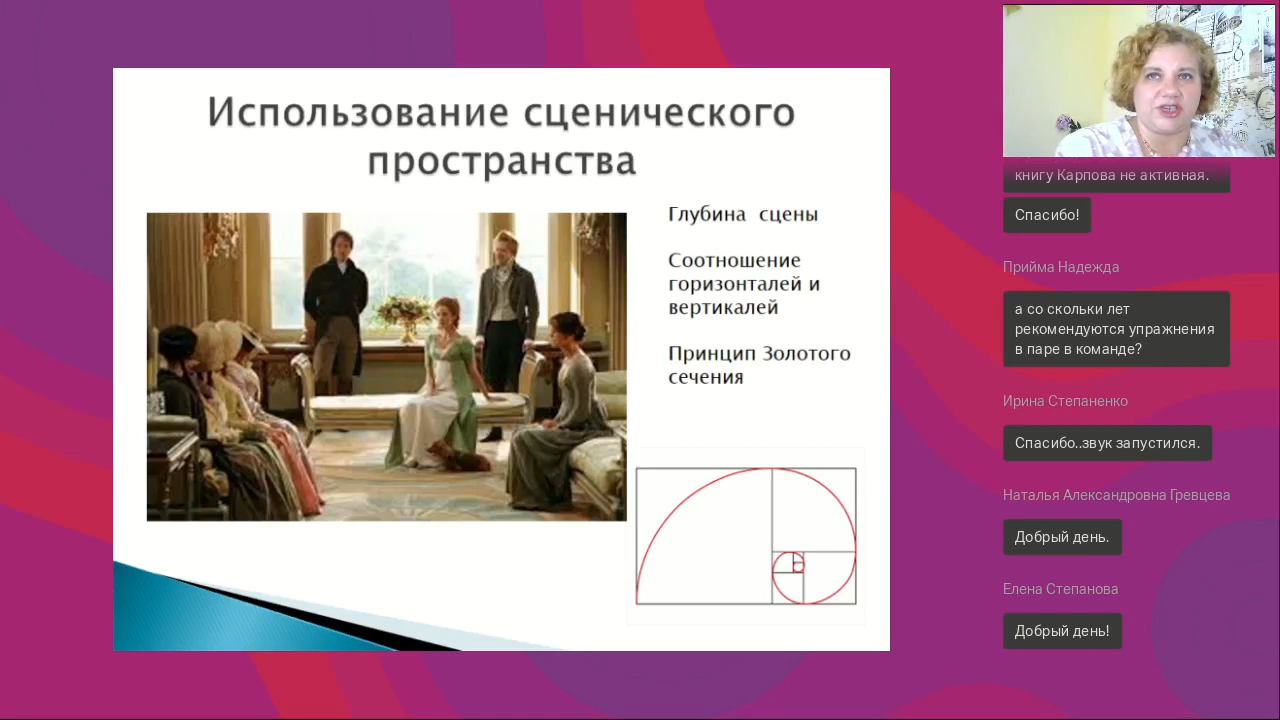 Использование сценического
пространства
Глубина сцены
Соотношение
горизонталей и
вертикалей
Принцип Золотого
сечения
книгу Карпова не активная.
Спасибо!
Прийма Надежда
а со скольки лет
рекомендуются упражнения
в паре в команде?
Ирина Степаненко
Спасибо..звук запустился.
Наталья Александровна Гревцева
Добрый день.
Елена Степанова
Добрый день!